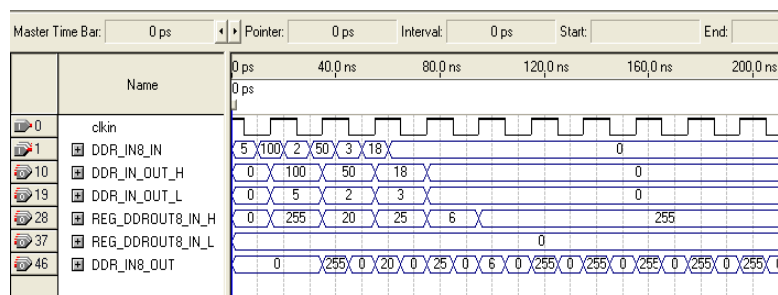 Master Time Bar: 0 ps Pointer: 0 ps Interval: 0 ps Start: End:
Name 0 ps 40.0 ns 80.0 ns 120.0 ns 160.0 ns 200.0 ns
0 ps
0 clkin
1 DDR_IN8_IN 5 100 2 50 3 18 0
10 DDR_IN_OUT_H 0 100 50 18 0
19 DDR_IN_OUT_L 0 5 2 3 0
28 REG_DDROUT8_IN_H 0 255 20 25 6 255
37 REG_DDROUT8_IN_L 0
46 DDR_IN8_OUT 0 255 0 20 0 25 0 6 0 255 0 255 0 255 0 255 0 255